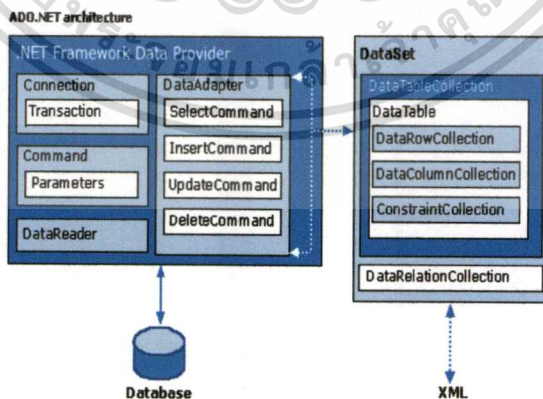 ADO.NET architecture
.NET Framework Data Provider
Connection
Transaction
Command
Parameters
DataReader
DataAdapter
SelectCommand
InsertCommand
UpdateCommand
DeleteCommand
Database
DataSet
DataTableCollection
DataTable
DataRowCollection
DataColumnCollection
ConstraintCollection
DataRelationCollection
XML